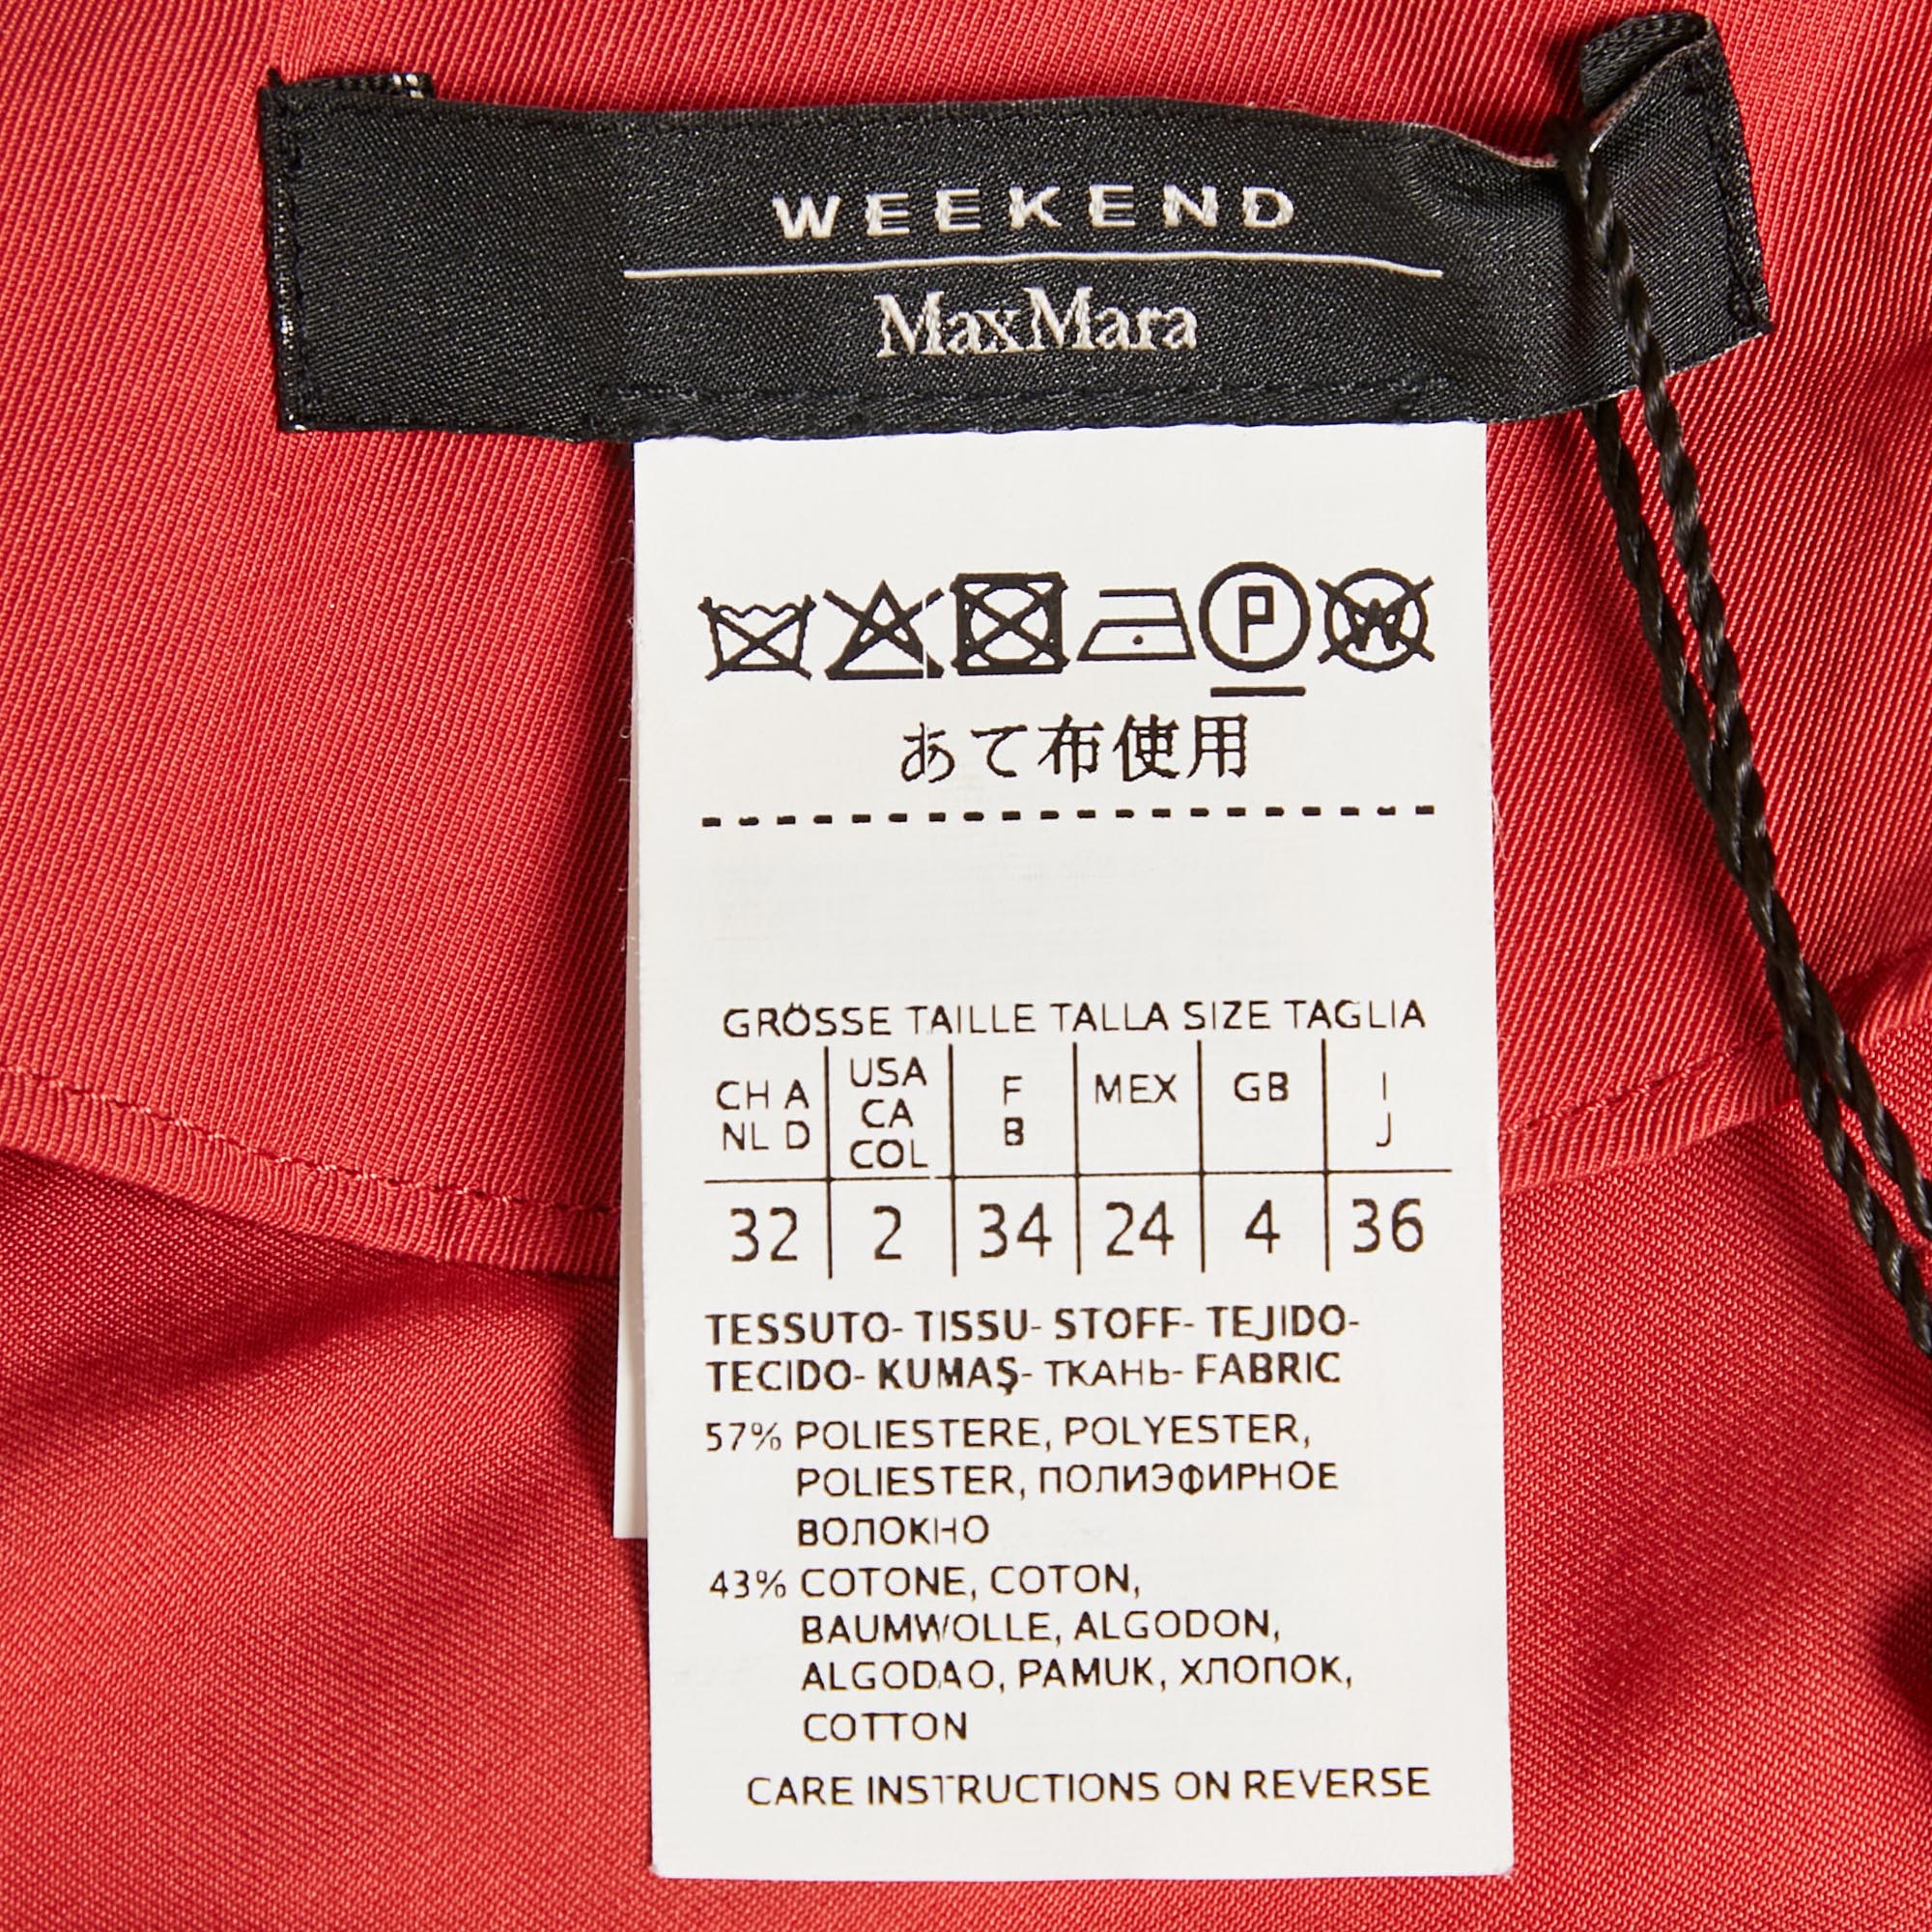 WEEKEND
MaxMara
P W
あて布使用
GRÖSSE TAILLE TALLA SIZE TAGLIA
CH A NL D USA CA COL F B MEX GB I J
32 2 34 24 4 36
TESSUTO- TISSU- STOFF- TEJIDO-
TECIDO- KUMAŞ- ТКАНЬ- FABRIC
57% POLIESTERE, POLYESTER,
POLIESTER, ПОЛИЭФИРНОЕ
ВОЛОКНО
43% COTONE, COTON,
BAUMWOLLE, ALGODON,
ALGODAO, PAMUK, ХЛОПОК,
COTTON
CARE INSTRUCTIONS ON REVERSE